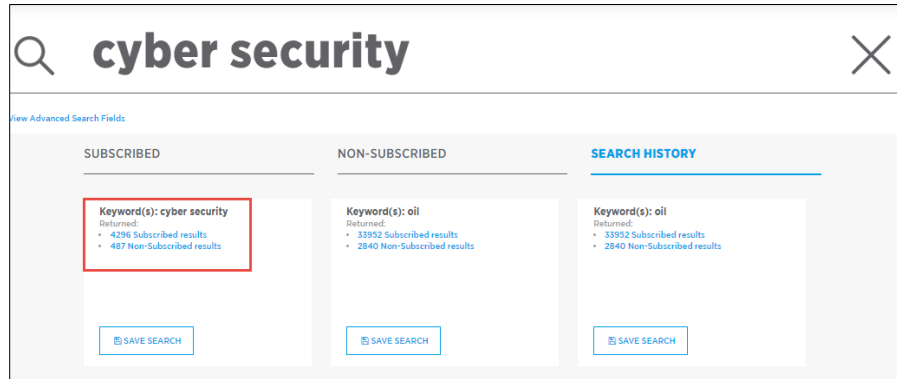 cyber security
View Advanced Search Fields
SUBSCRIBED
NON-SUBSCRIBED
SEARCH HISTORY
Keyword(s): cyber security
Returned:
• 4296 Subscribed results
• 487 Non-Subscribed results
SAVE SEARCH
Keyword(s): oil
Returned:
• 33952 Subscribed results
• 2840 Non-Subscribed results
SAVE SEARCH
Keyword(s): oil
Returned:
• 33952 Subscribed results
• 2840 Non-Subscribed results
SAVE SEARCH